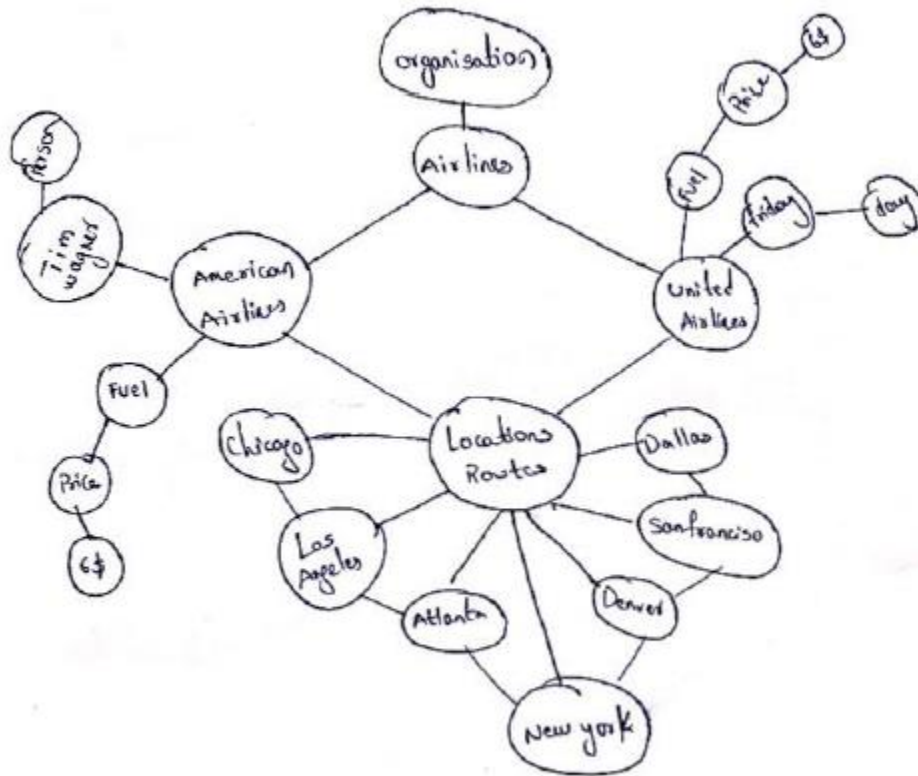 organisation
Airlines
6$
Price
Fuel
Friday
day
Person
Tim
wagner
American
Airlines
United
Airlines
Fuel
Price
6$
Locations
Routes
Chicago
Los
Angeles
Atlanta
New york
Denver
Sanfranciso
Dallas